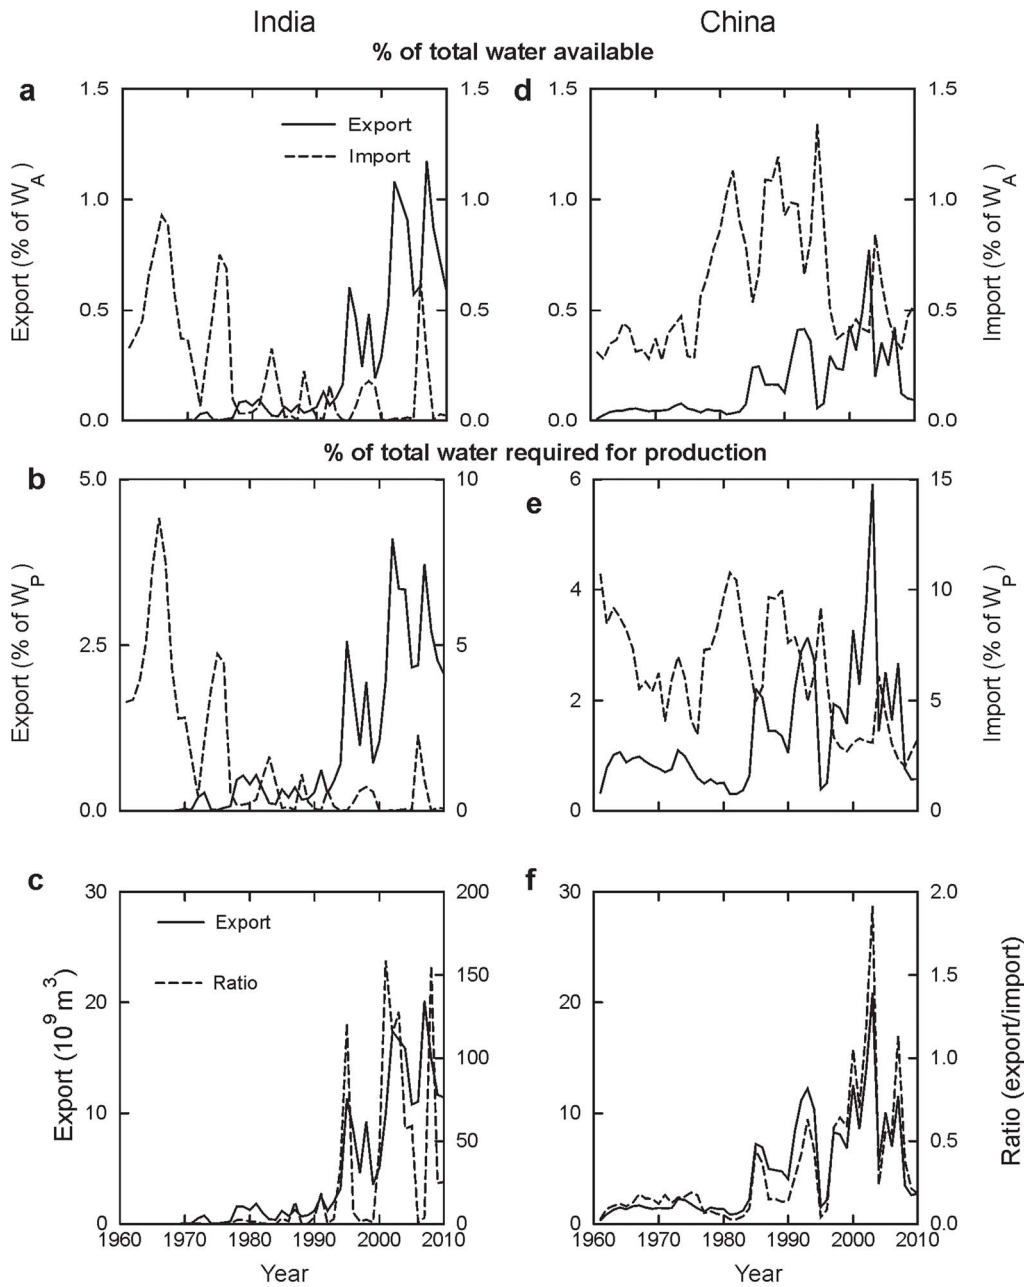 India China
% of total water available
a
1.5 1.5
1.0 1.0
0.5 0.5
0.0 0.0
Export (% of W_A)
Export
Import
d
1.5 1.5
1.0 1.0
0.5 0.5
0.0 0.0
Import (% of W_A)
% of total water required for production
b
5.0 10
2.5 5
0.0 0
Export (% of W_P)
e
6 15
4 10
2 5
0 0
Import (% of W_P)
c
30 200
150
20
100
10
50
0 0
Export (10^9 m^3)
Export
Ratio
1960 1970 1980 1990 2000 2010
Year
f
30 2.0
1.5
20
1.0
10
0.5
0 0.0
Ratio (export/import)
1960 1970 1980 1990 2000 2010
Year